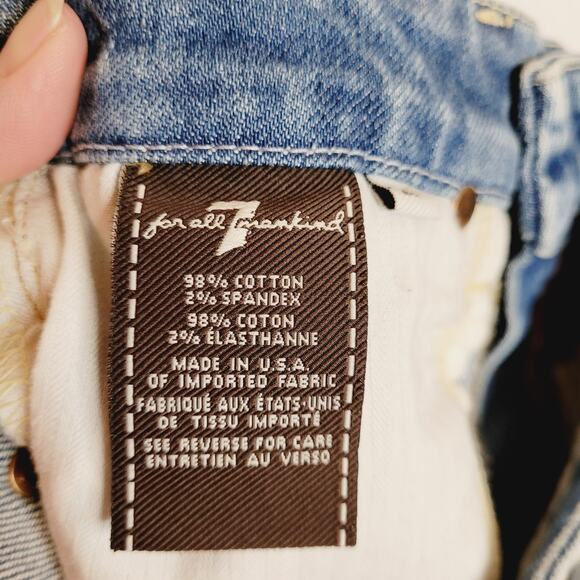 for all 7 mankind
98% COTTON
2% SPANDEX
98% COTON
2% ÉLASTHANNE
MADE IN U.S.A.
OF IMPORTED FABRIC
FABRIQUÉ AUX ÉTATS-UNIS
DE TISSU IMPORTÉ
SEE REVERSE FOR CARE
ENTRETIEN AU VERSO